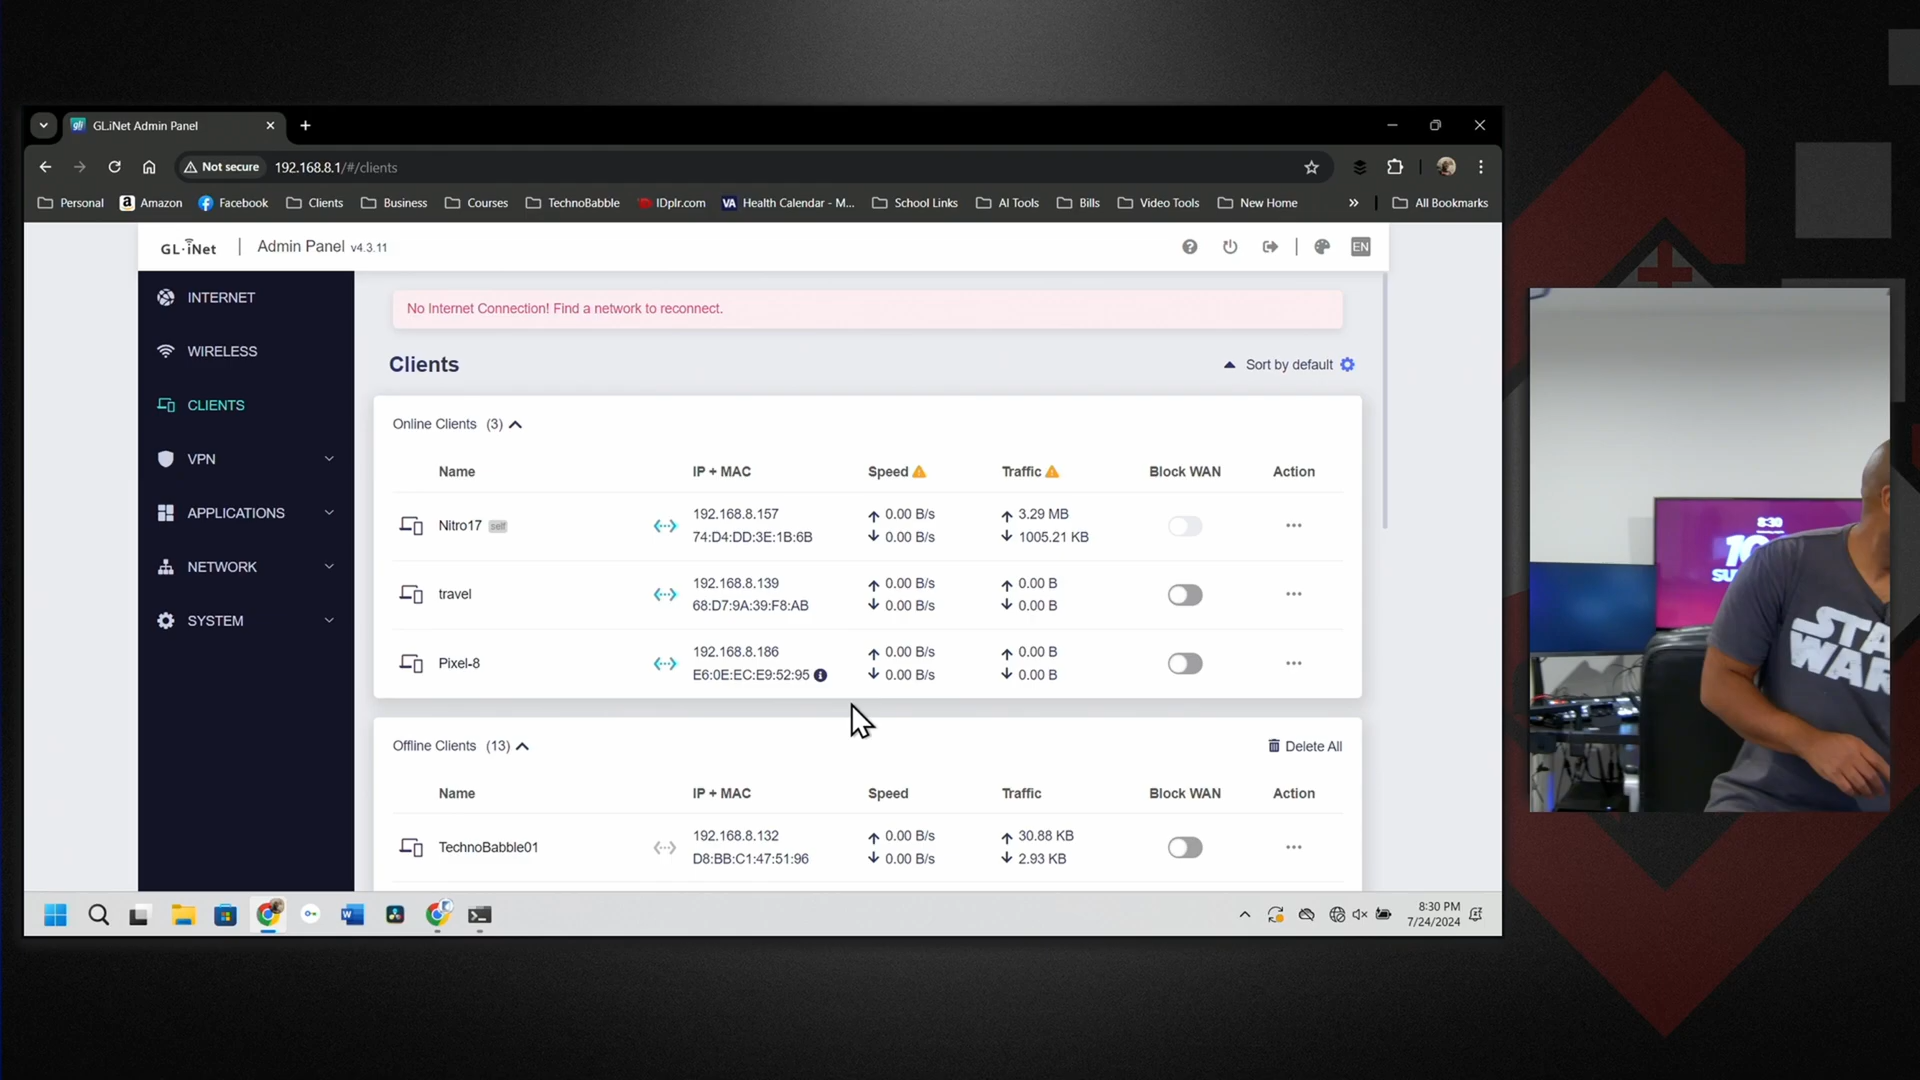 GL.iNet Admin Panel
Not secure 192.168.8.1/#/clients
Personal Amazon Facebook Clients Business Courses TechnoBabble IDplr.com VA Health Calendar - M... School Links AI Tools Bills Video Tools New Home » All Bookmarks
GL·iNet Admin Panel v4.3.11 EN
INTERNET
WIRELESS
CLIENTS
VPN
APPLICATIONS
NETWORK
SYSTEM
No Internet Connection! Find a network to reconnect.
Clients Sort by default
Online Clients (3)
Name IP + MAC Speed Traffic Block WAN Action
Nitro17 self 192.168.8.157 0.00 B/s 3.29 MB
74:D4:DD:3E:1B:6B 0.00 B/s 1005.21 KB
travel 192.168.8.139 0.00 B/s 0.00 B
68:D7:9A:39:F8:AB 0.00 B/s 0.00 B
Pixel-8 192.168.8.186 0.00 B/s 0.00 B
E6:0E:EC:E9:52:95 0.00 B/s 0.00 B
Offline Clients (13) Delete All
Name IP + MAC Speed Traffic Block WAN Action
TechnoBabble01 192.168.8.132 0.00 B/s 30.88 KB
D8:BB:C1:47:51:96 0.00 B/s 2.93 KB
8:30 PM
7/24/2024
8:30
STA
WAR